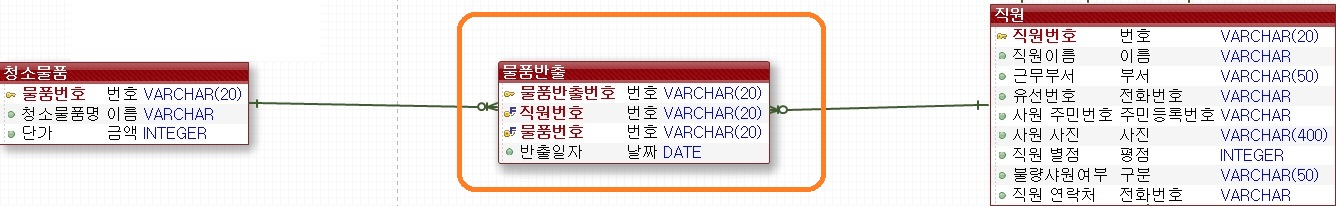 청소물품
물품번호 번호 VARCHAR(20)
청소물품명 이름 VARCHAR
단가 금액 INTEGER
물품반출
물품반출번호 번호 VARCHAR(20)
직원번호 번호 VARCHAR(20)
물품번호 번호 VARCHAR(20)
반출일자 날짜 DATE
직원
직원번호 번호 VARCHAR(20)
직원이름 이름 VARCHAR
근무부서 부서 VARCHAR(50)
유선번호 전화번호 VARCHAR
사원 주민번호 주민등록번호 VARCHAR
사원 사진 사진 VARCHAR(400)
직원 별점 평점 INTEGER
불량샤원여부 구분 VARCHAR(50)
직원 연락처 전화번호 VARCHAR